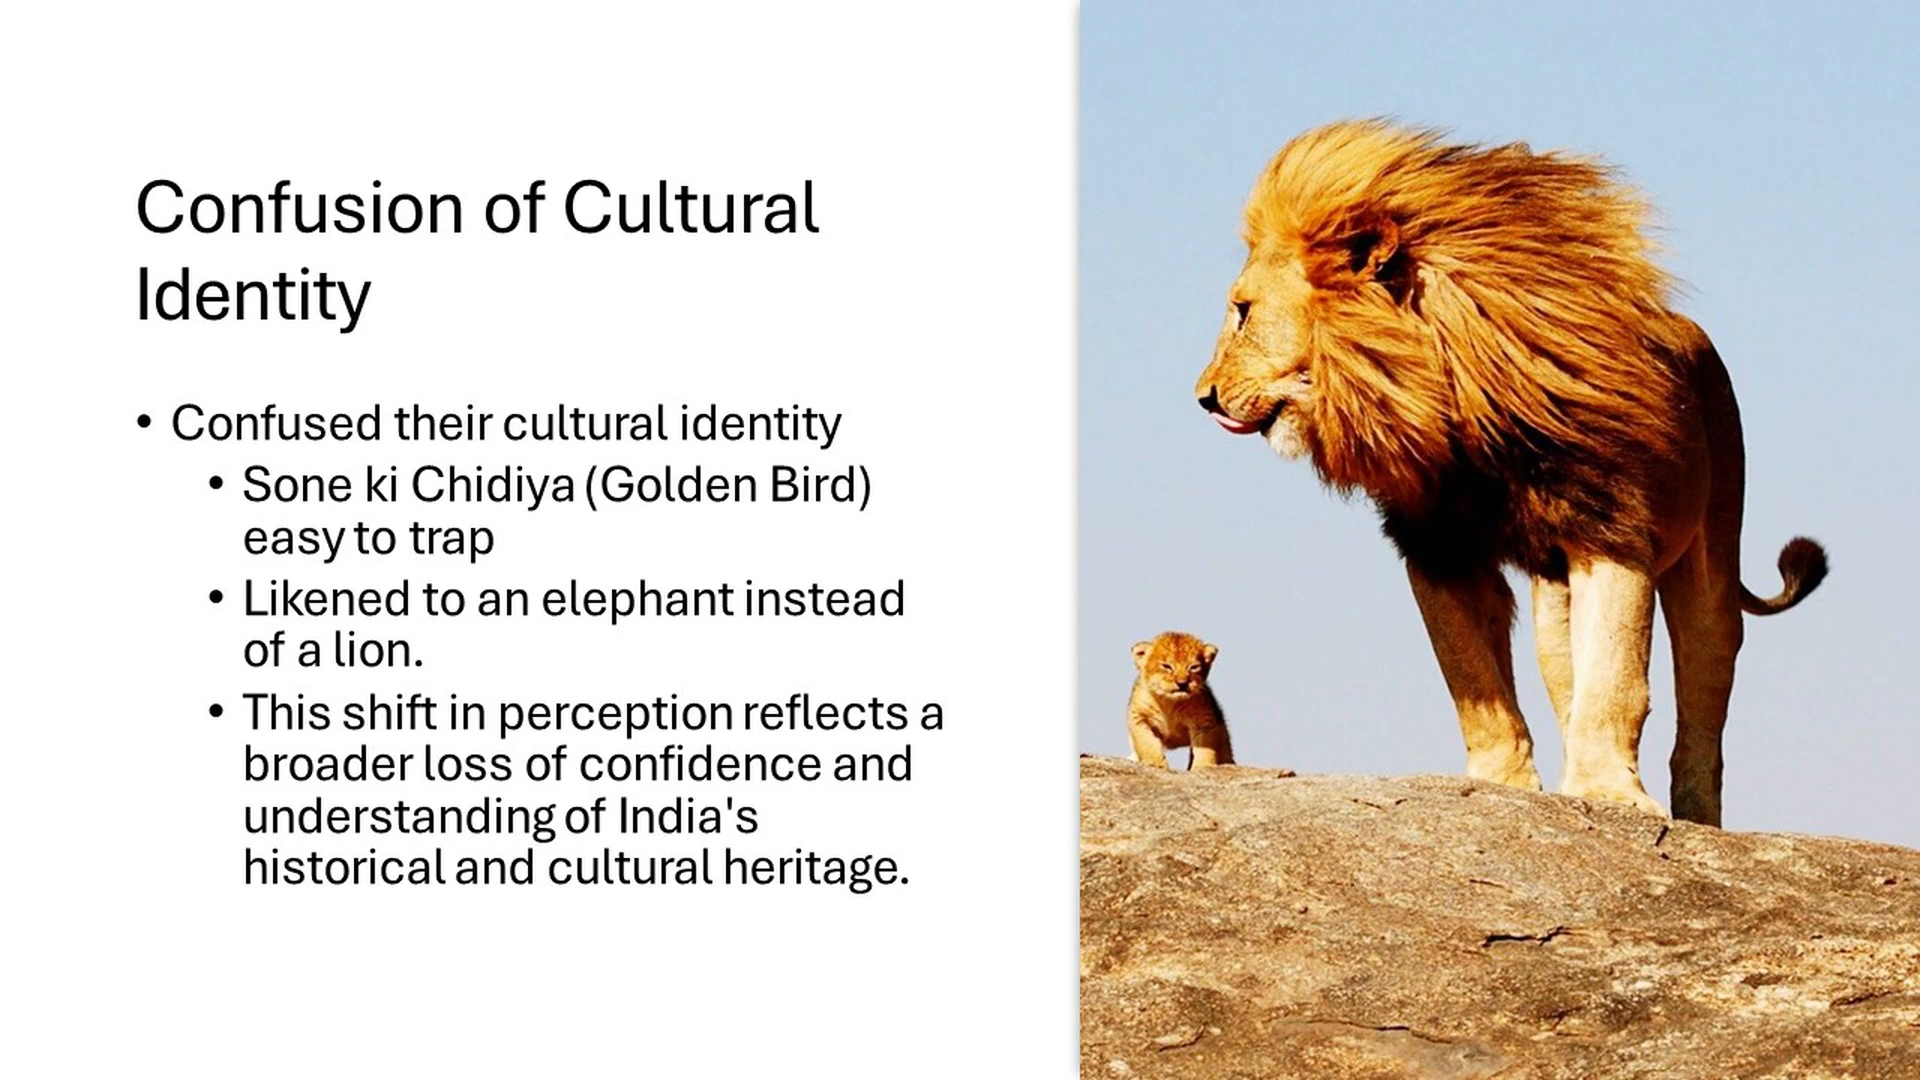 Confusion of Cultural
Identity
• Confused their cultural identity
• Sone ki Chidiya (Golden Bird)
easy to trap
• Likened to an elephant instead
of a lion.
• This shift in perception reflects a
broader loss of confidence and
understanding of India's
historical and cultural heritage.